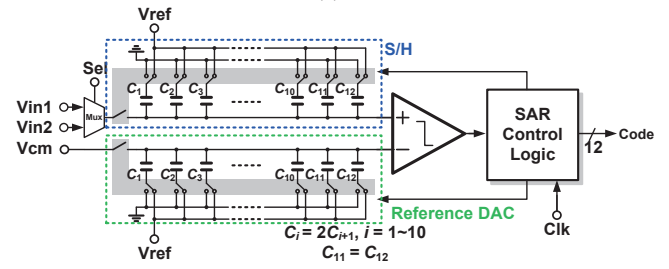 Vref
S/H
Sel
C1 C2 C3 C10 C11 C12
Vin1
Vin2
Mux
Vcm
SAR
Control
Logic
12
Code
C1 C2 C3 C10 C11 C12
Reference DAC
Clk
Vref
Ci = 2Ci+1, i = 1~10
C11 = C12